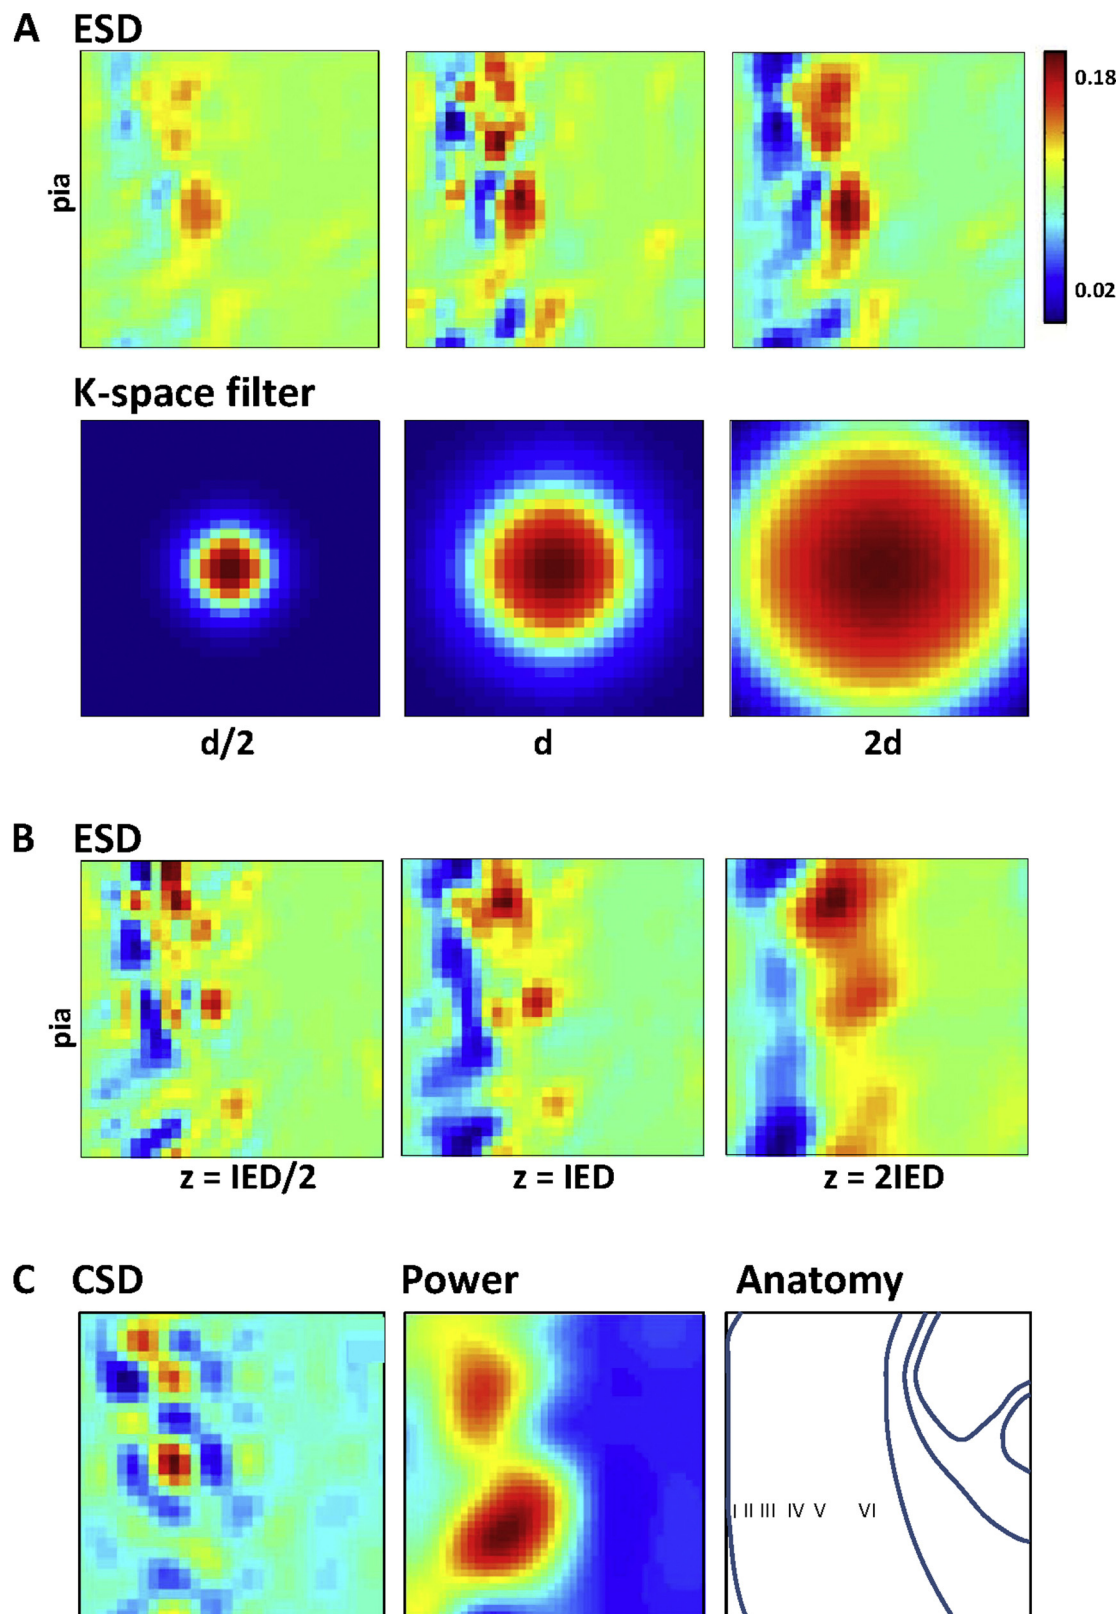 A ESD
pia
0.18
0.02
K-space filter
d/2 d 2d
B ESD
pia
z = IED/2 z = IED z = 2IED
C CSD Power Anatomy
I II III IV V VI